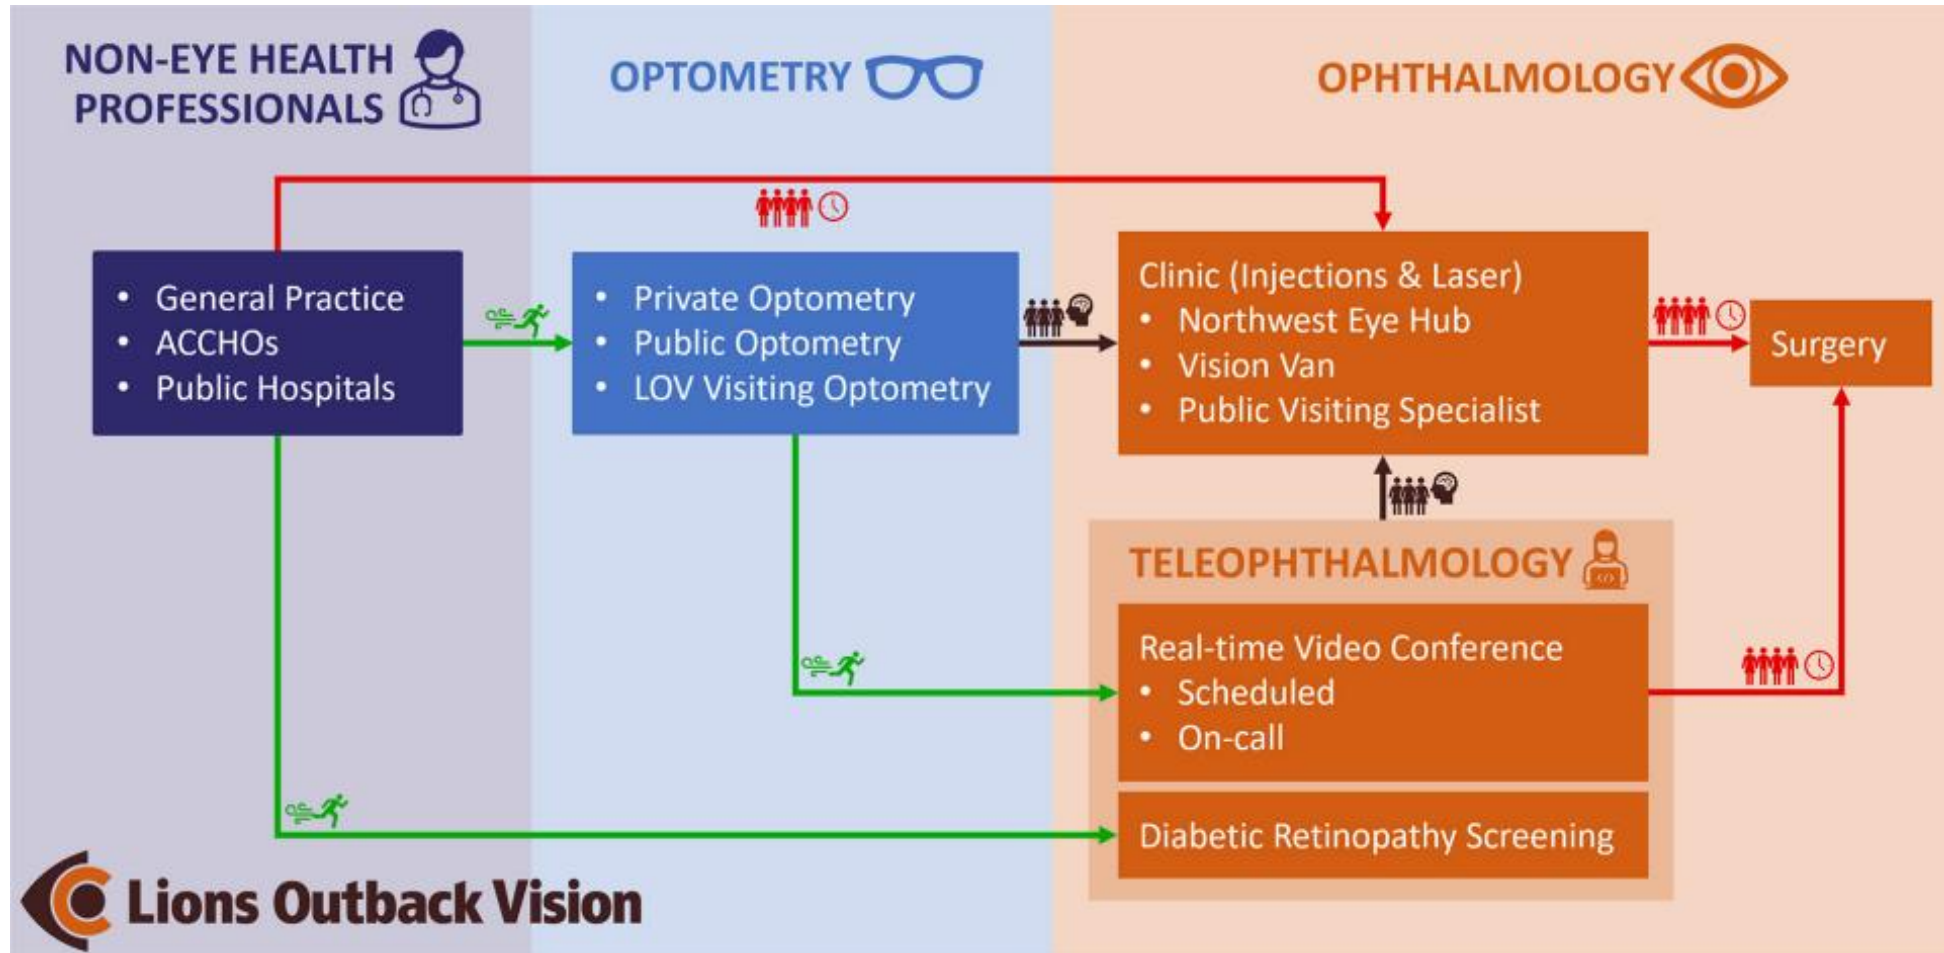 NON-EYE HEALTH
PROFESSIONALS
OPTOMETRY
OPHTHALMOLOGY
• General Practice
• ACCHOs
• Public Hospitals
• Private Optometry
• Public Optometry
• LOV Visiting Optometry
Clinic (Injections & Laser)
• Northwest Eye Hub
• Vision Van
• Public Visiting Specialist
Surgery
TELEOPHTHALMOLOGY
Real-time Video Conference
• Scheduled
• On-call
Diabetic Retinopathy Screening
Lions Outback Vision